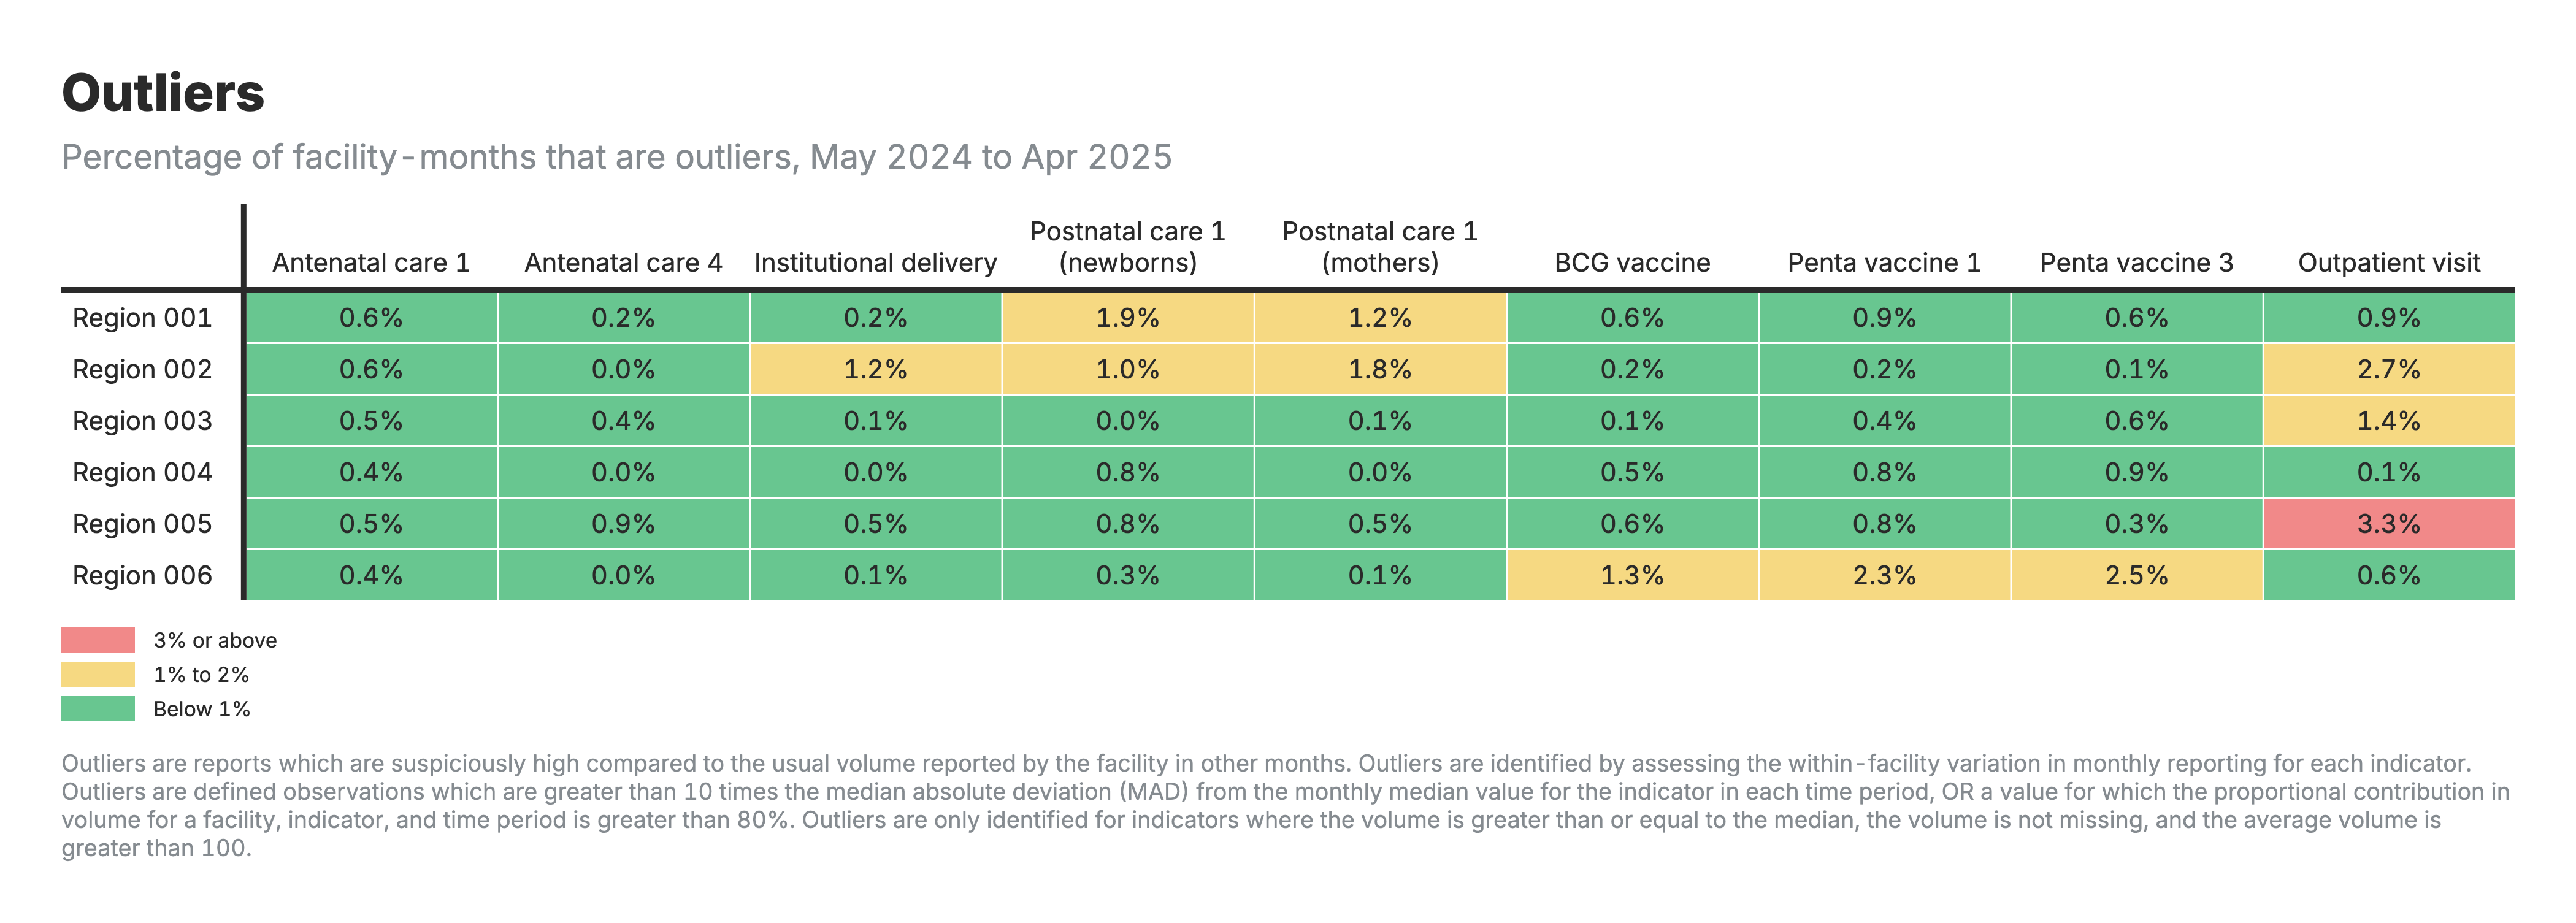 Outliers
Percentage of facility-months that are outliers, May 2024 to Apr 2025
Antenatal care 1 Antenatal care 4 Institutional delivery Postnatal care 1 (newborns) Postnatal care 1 (mothers) BCG vaccine Penta vaccine 1 Penta vaccine 3 Outpatient visit
Region 001 0.6% 0.2% 0.2% 1.9% 1.2% 0.6% 0.9% 0.6% 0.9%
Region 002 0.6% 0.0% 1.2% 1.0% 1.8% 0.2% 0.2% 0.1% 2.7%
Region 003 0.5% 0.4% 0.1% 0.0% 0.1% 0.1% 0.4% 0.6% 1.4%
Region 004 0.4% 0.0% 0.0% 0.8% 0.0% 0.5% 0.8% 0.9% 0.1%
Region 005 0.5% 0.9% 0.5% 0.8% 0.5% 0.6% 0.8% 0.3% 3.3%
Region 006 0.4% 0.0% 0.1% 0.3% 0.1% 1.3% 2.3% 2.5% 0.6%
3% or above
1% to 2%
Below 1%
Outliers are reports which are suspiciously high compared to the usual volume reported by the facility in other months. Outliers are identified by assessing the within-facility variation in monthly reporting for each indicator.
Outliers are defined observations which are greater than 10 times the median absolute deviation (MAD) from the monthly median value for the indicator in each time period, OR a value for which the proportional contribution in
volume for a facility, indicator, and time period is greater than 80%. Outliers are only identified for indicators where the volume is greater than or equal to the median, the volume is not missing, and the average volume is
greater than 100.